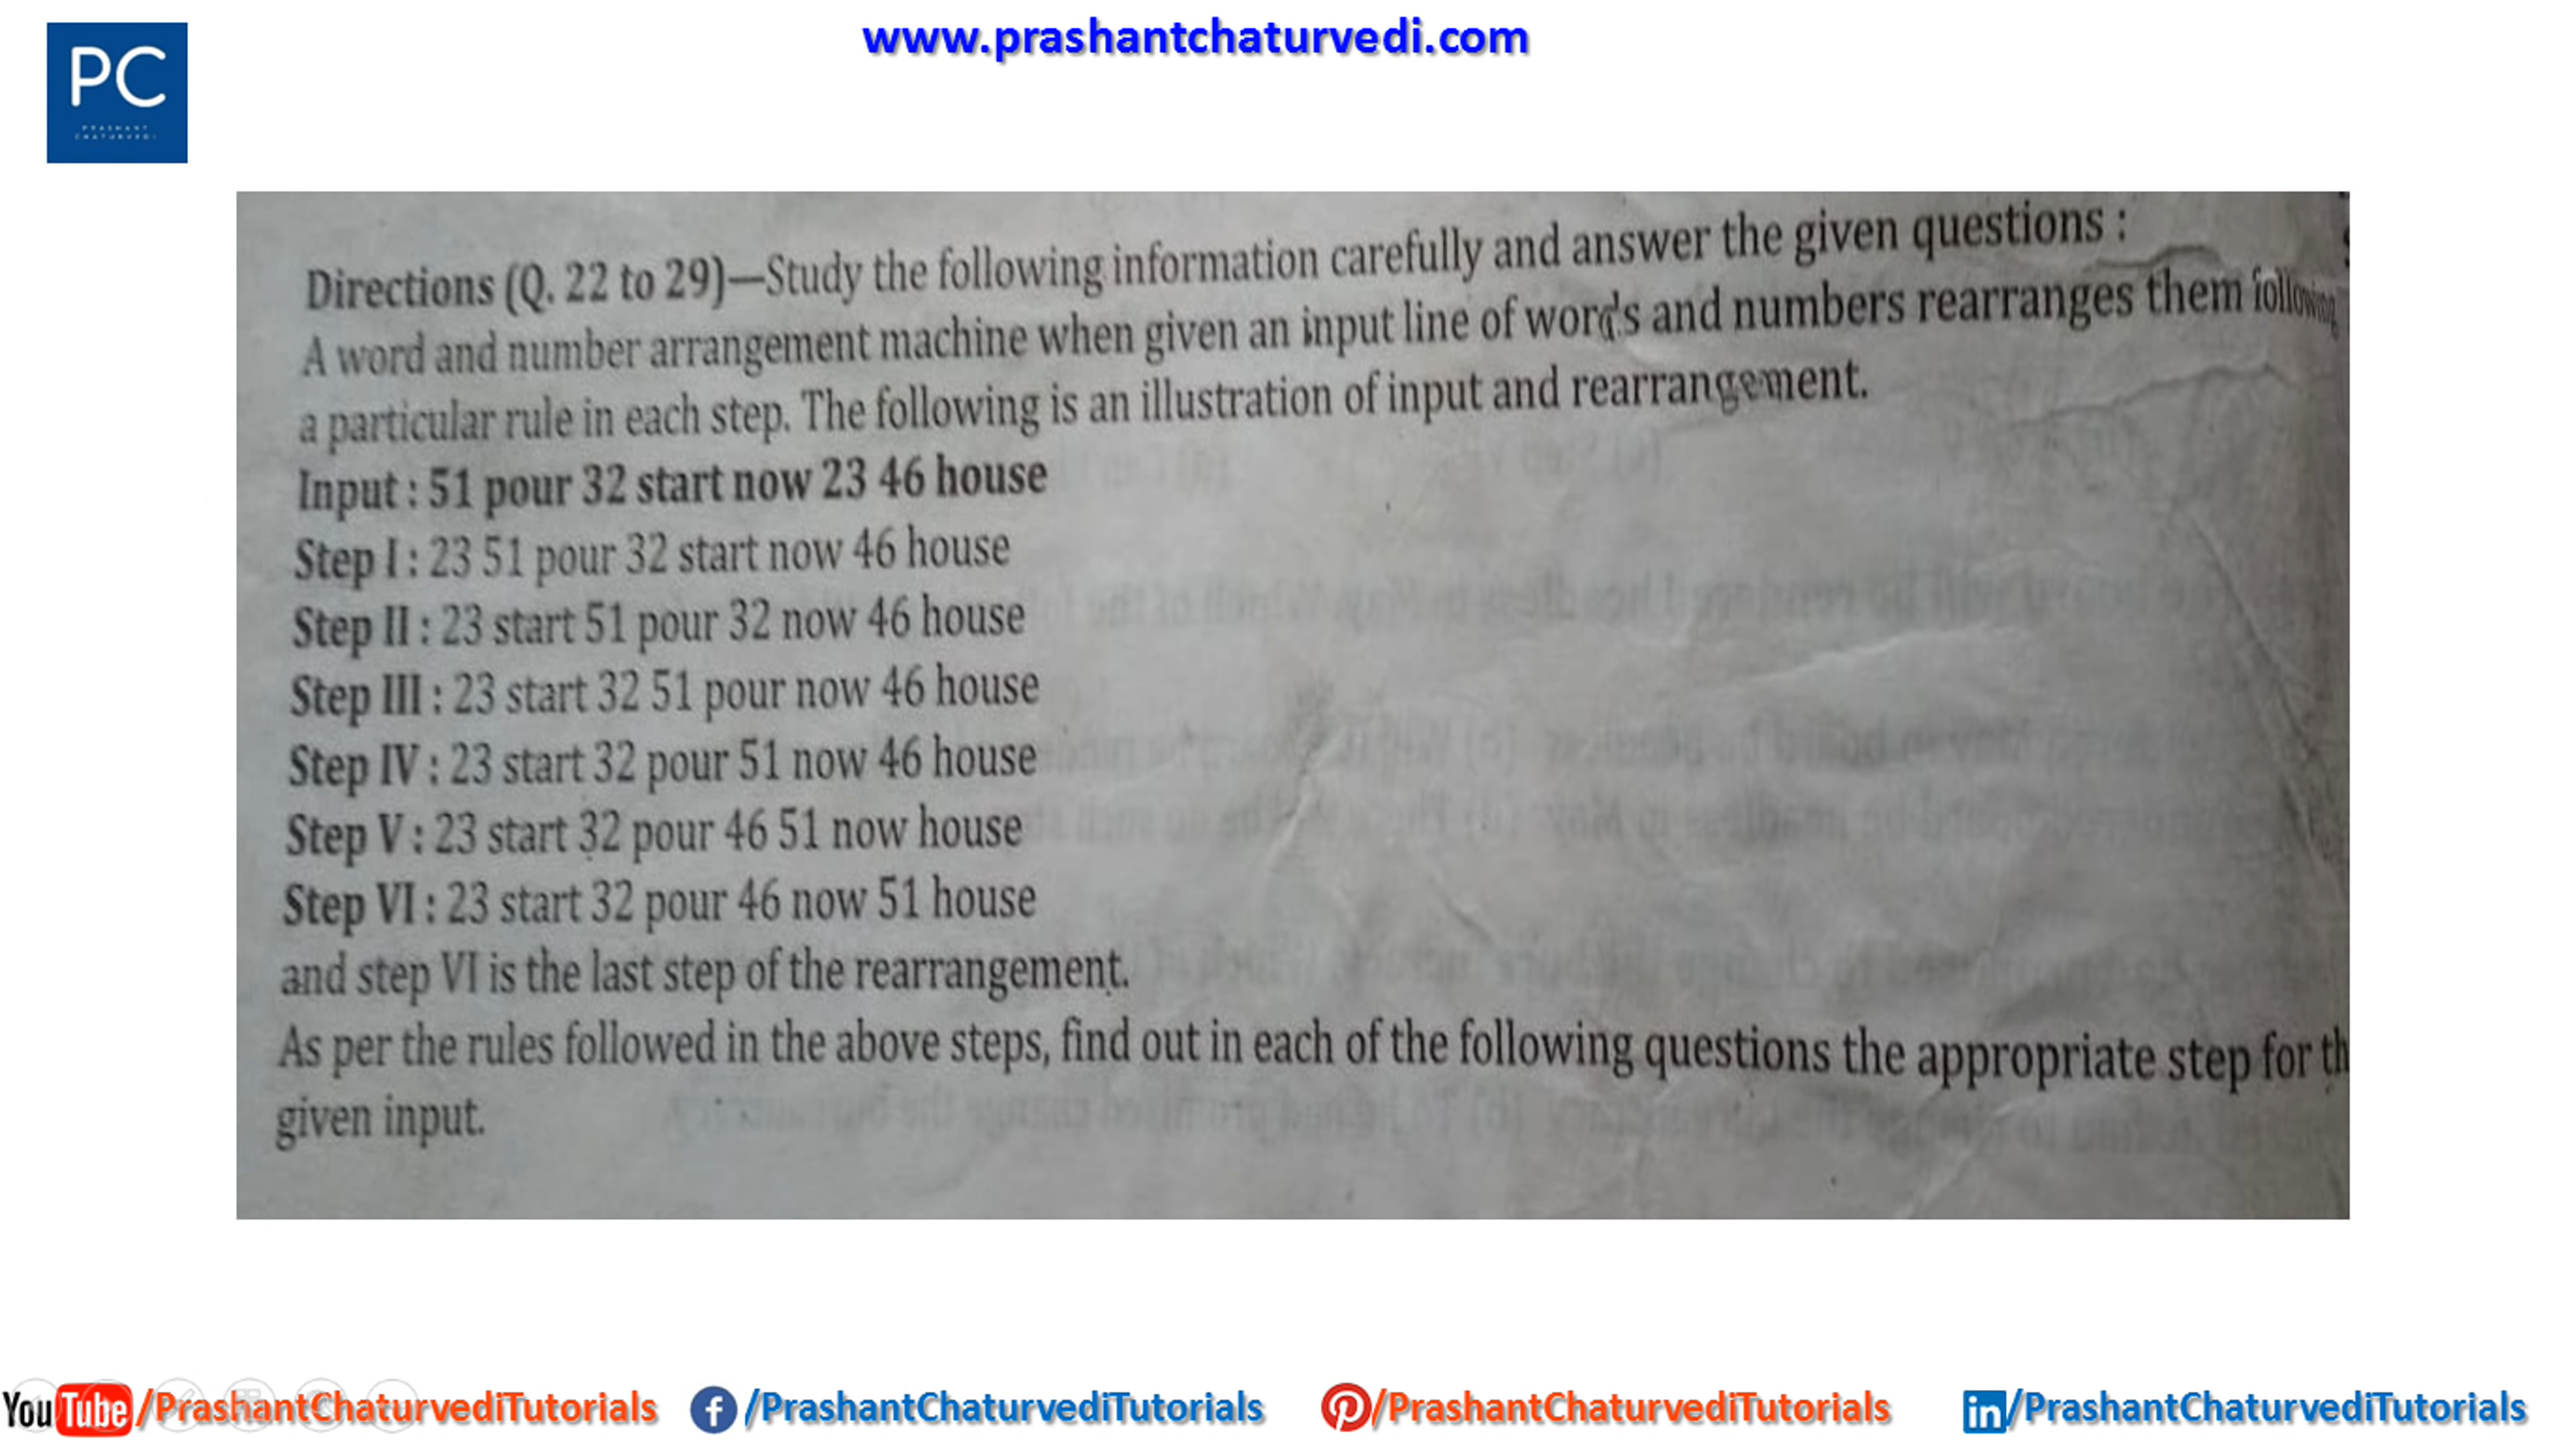 www.prashantchaturvedi.com
PC
PRASHANT
CHATURVEDI
Directions (Q. 22 to 29)—Study the following information carefully and answer the given questions :
A word and number arrangement machine when given an input line of words and numbers rearranges them following
a particular rule in each step. The following is an illustration of input and rearrangement.
Input : 51 pour 32 start now 23 46 house
Step I : 23 51 pour 32 start now 46 house
Step II : 23 start 51 pour 32 now 46 house
Step III : 23 start 32 51 pour now 46 house
Step IV : 23 start 32 pour 51 now 46 house
Step V : 23 start 32 pour 46 51 now house
Step VI : 23 start 32 pour 46 now 51 house
and step VI is the last step of the rearrangement.
As per the rules followed in the above steps, find out in each of the following questions the appropriate step for th
given input.
YouTube /PrashantChaturvediTutorials f /PrashantChaturvediTutorials /PrashantChaturvediTutorials in /PrashantChaturvediTutorials